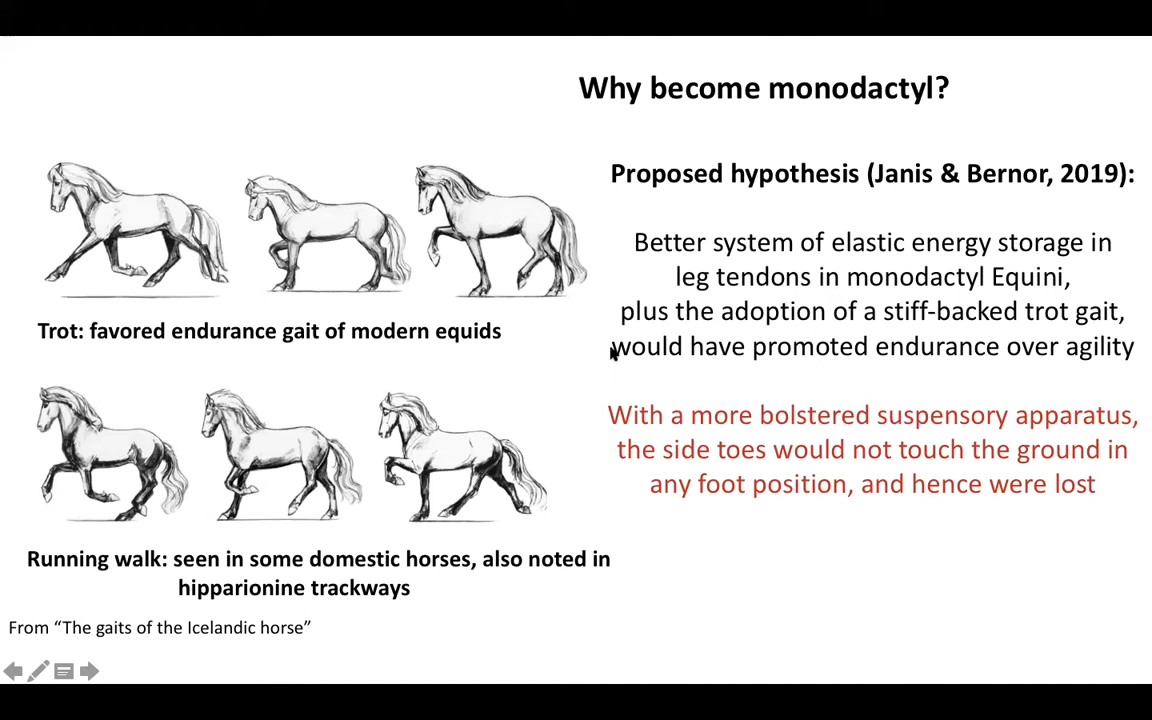 Why become monodactyl?
Proposed hypothesis (Janis & Bernor, 2019):
Better system of elastic energy storage in
leg tendons in monodactyl Equini,
plus the adoption of a stiff-backed trot gait,
would have promoted endurance over agility
With a more bolstered suspensory apparatus,
the side toes would not touch the ground in
any foot position, and hence were lost
Trot: favored endurance gait of modern equids
Running walk: seen in some domestic horses, also noted in
hipparionine trackways
From “The gaits of the Icelandic horse”